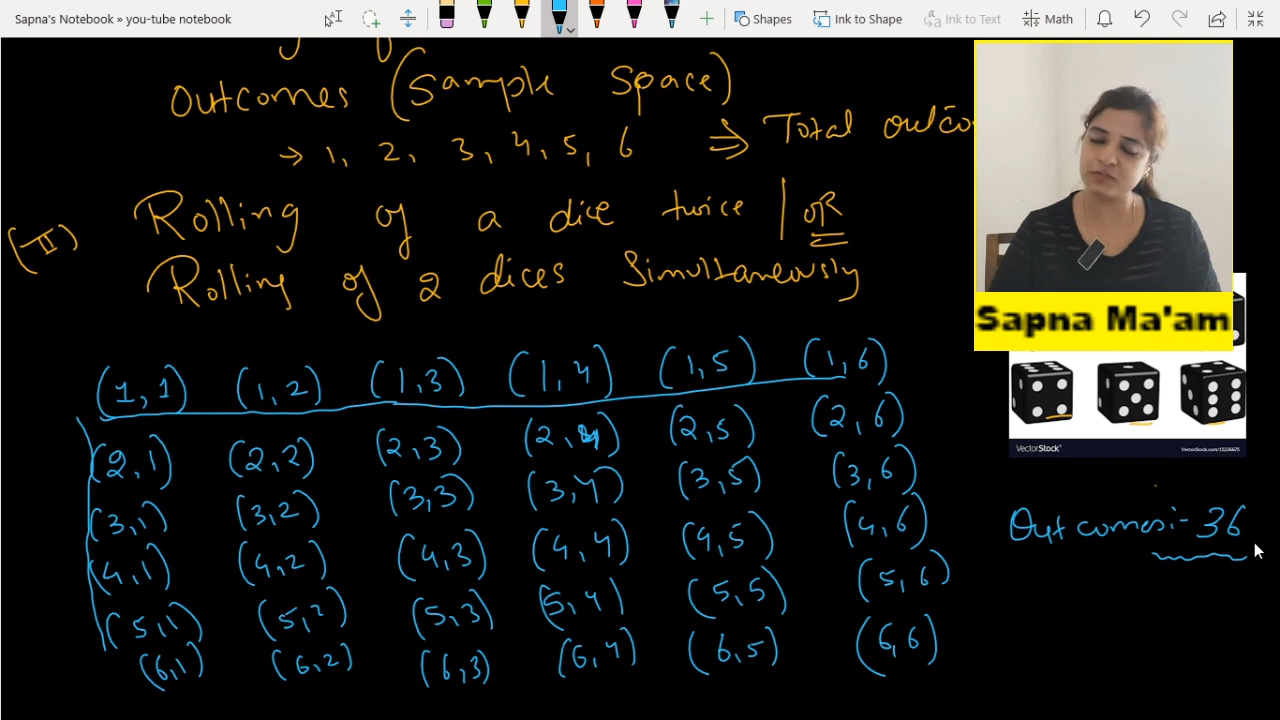 Sapna's Notebook » you-tube notebook
Shapes
Ink to Shape
Ink to Text
Math
Outcomes (Sample Space)
→ 1, 2, 3, 4, 5, 6 ⇒ Total outco
(II) Rolling of a dice twice | OR
Rolling of 2 dices Simultaneously
Sapna Ma'am
(1,1) (1,2) (1,3) (1,4) (1,5) (1,6)
(2,1) (2,2) (2,3) (2,4) (2,5) (2,6)
(3,1) (3,2) (3,3) (3,4) (3,5) (3,6)
(4,1) (4,2) (4,3) (4,4) (4,5) (4,6)
(5,1) (5,2) (5,3) (5,4) (5,5) (5,6)
(6,1) (6,2) (6,3) (6,4) (6,5) (6,6)
VectorStock®
Outcomes:- 36